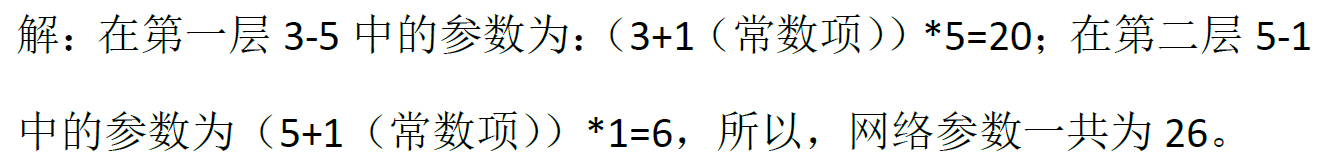 解：在第一层 3-5 中的参数为：（3+1（常数项））*5=20；在第二层 5-1
中的参数为（5+1（常数项））*1=6，所以，网络参数一共为 26。